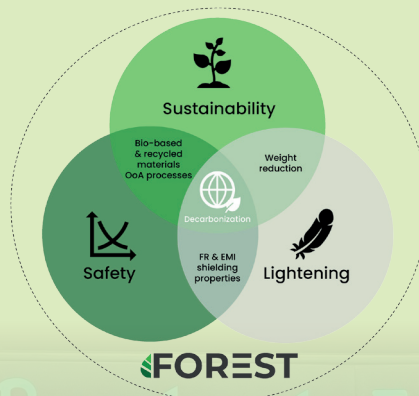 Sustainability
Bio-based
& recycled
materials
OoA processes
Weight
reduction
Decarbonization
FR & EMI
shielding
properties
Safety
Lightening
FOREST